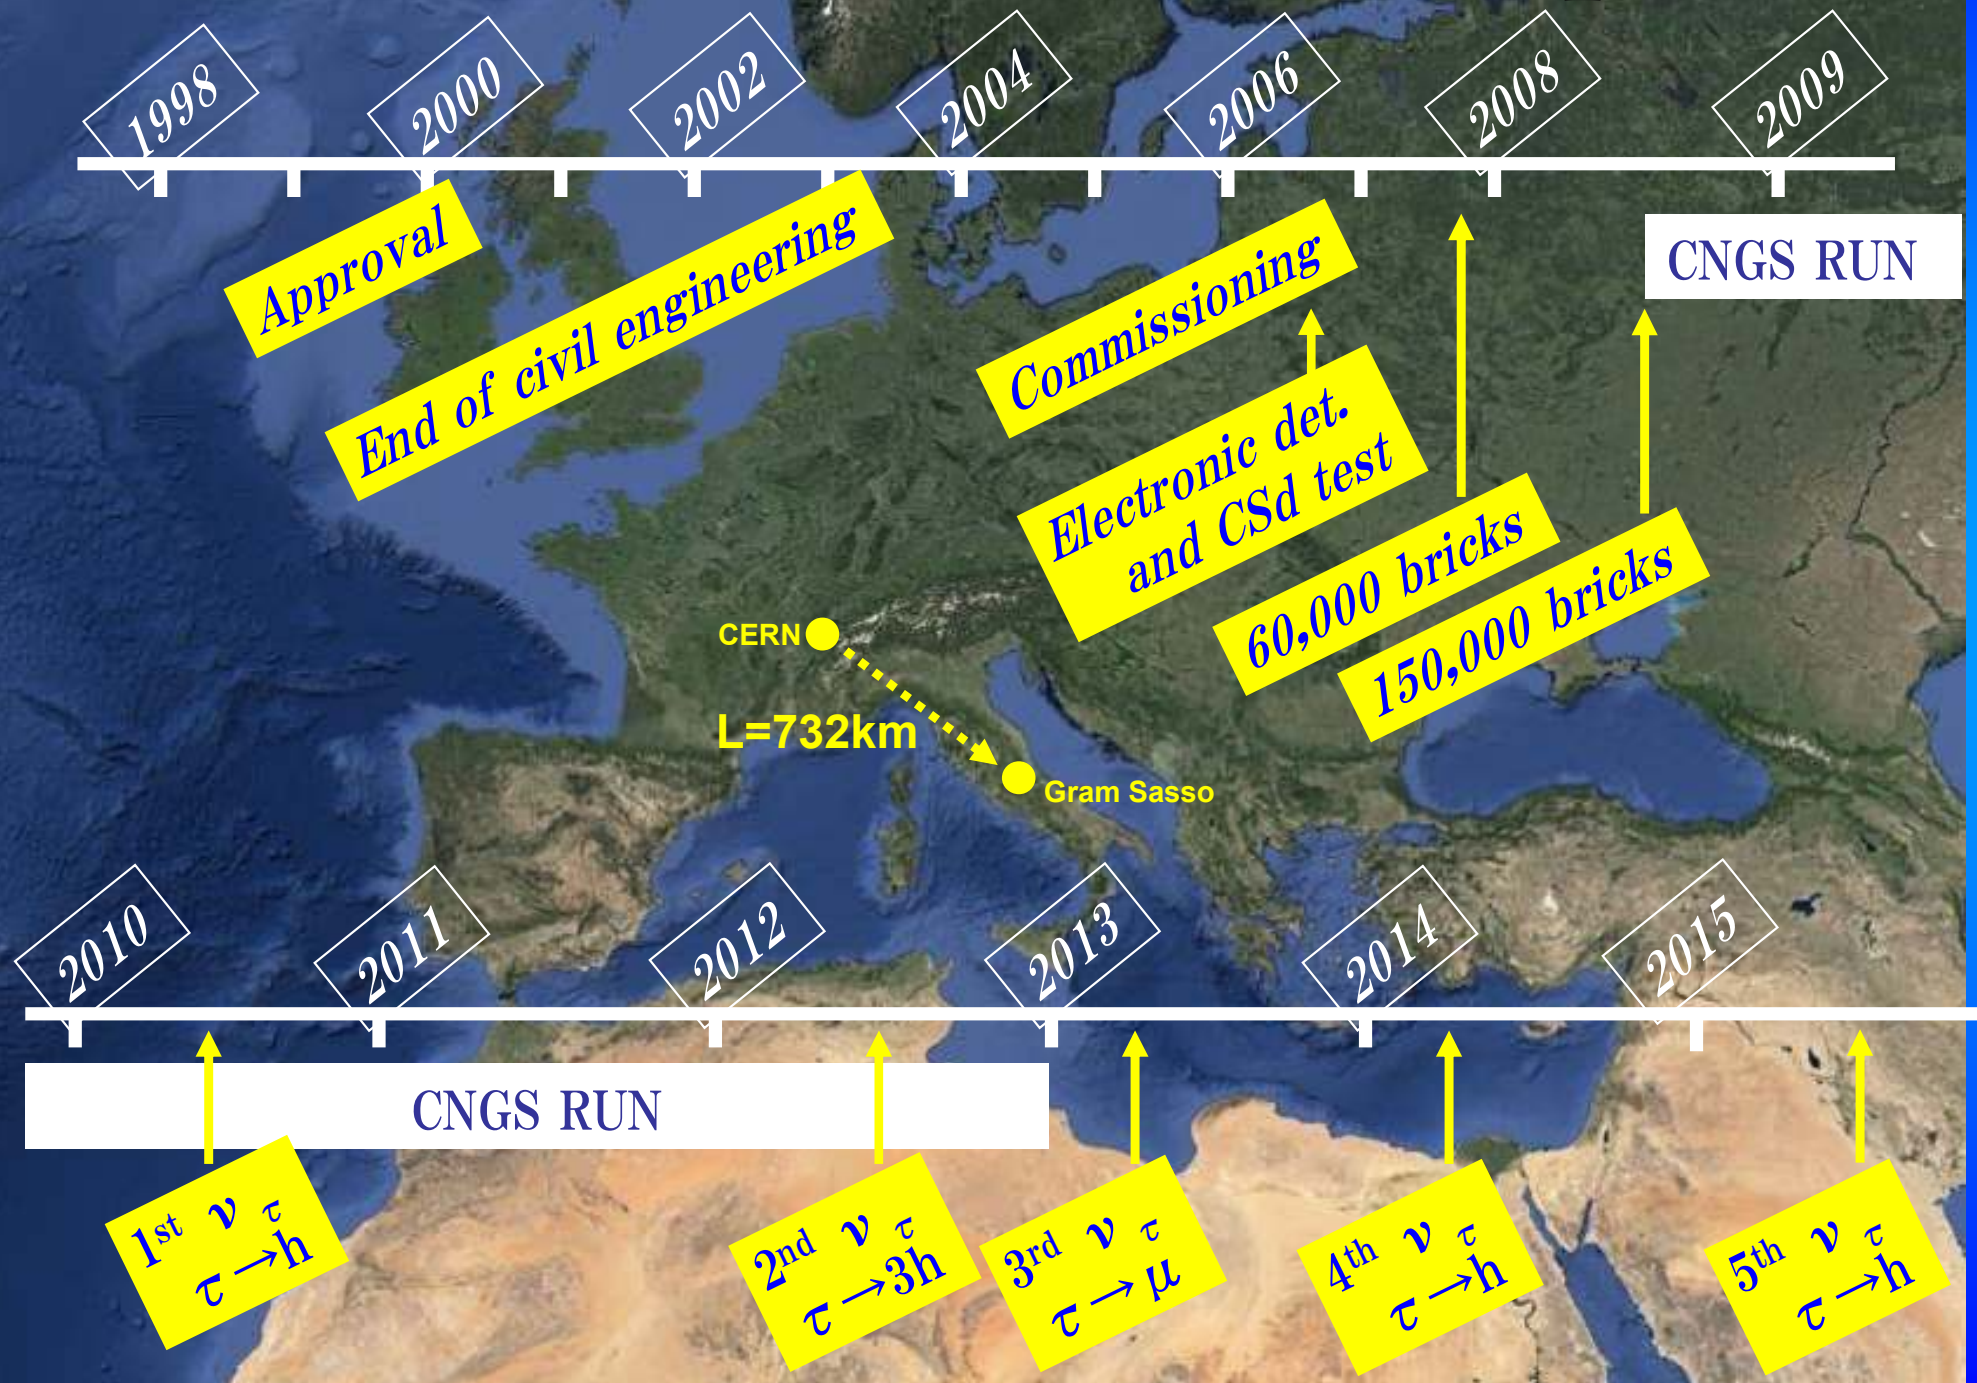 1998
2000
2002
2004
2006
2008
2009
Approval
End of civil engineering
Commissioning
CNGS RUN
Electronic det.
and CSd test
60,000 bricks
150,000 bricks
CERN
L=732km
Gram Sasso
2010
2011
2012
2013
2014
2015
CNGS RUN
1st ν τ
τ→h
2nd ν τ
τ→3h
3rd ν τ
τ→μ
4th ν τ
τ→h
5th ν τ
τ→h